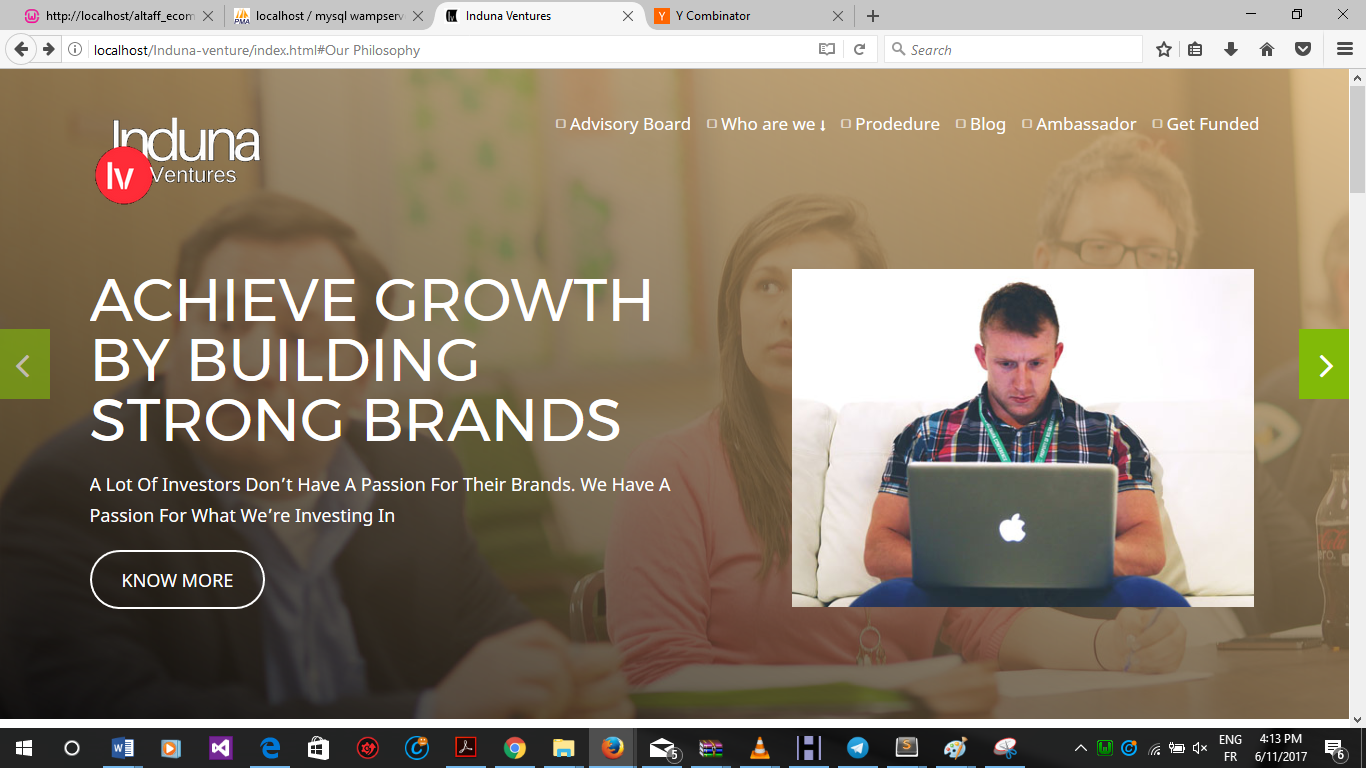 http://localhost/altaff_ecom
localhost / mysql wampserv
Induna Ventures
Y Combinator
localhost/Induna-venture/index.html#Our Philosophy
Search
Induna
Iv Ventures
Advisory Board Who are we Prodedure Blog Ambassador Get Funded
ACHIEVE GROWTH
BY BUILDING
STRONG BRANDS
A Lot Of Investors Don’t Have A Passion For Their Brands. We Have A
Passion For What We’re Investing In
KNOW MORE
5
ENG
FR
4:13 PM
6/11/2017
6